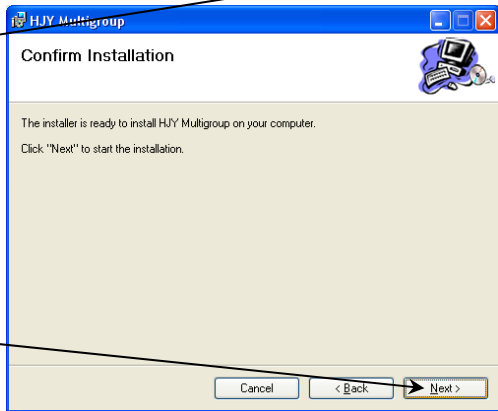 HJY Multigroup
Confirm Installation
The installer is ready to install HJY Multigroup on your computer.
Click "Next" to start the installation.
Cancel
< Back
Next >